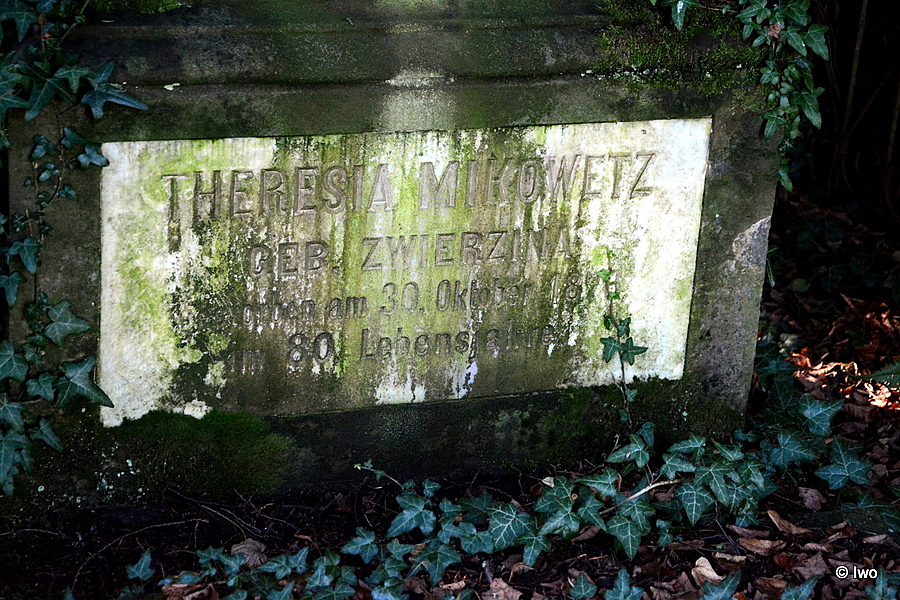 THERESIA MIKOWETZ
GEB. ZWIERZINA
am 30. Oktober
im 80. Lebensjahre
© Iwo